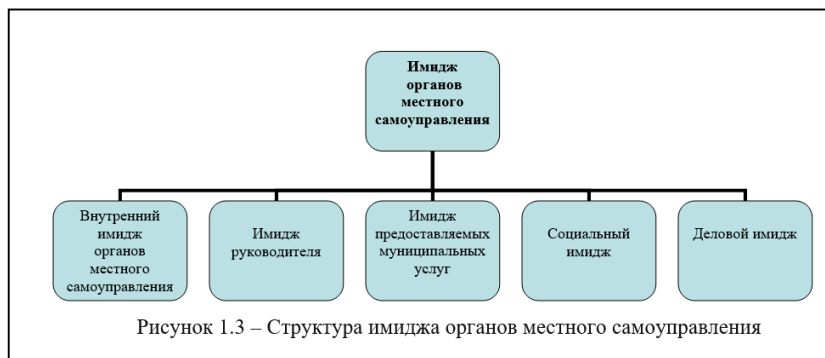 Имидж
органов
местного
самоуправления
Внутренний
имидж
органов
местного
самоуправления
Имидж
руководителя
Имидж
предоставляемых
муниципальных
услуг
Социальный
имидж
Деловой имидж
Рисунок 1.3 – Структура имиджа органов местного самоуправления